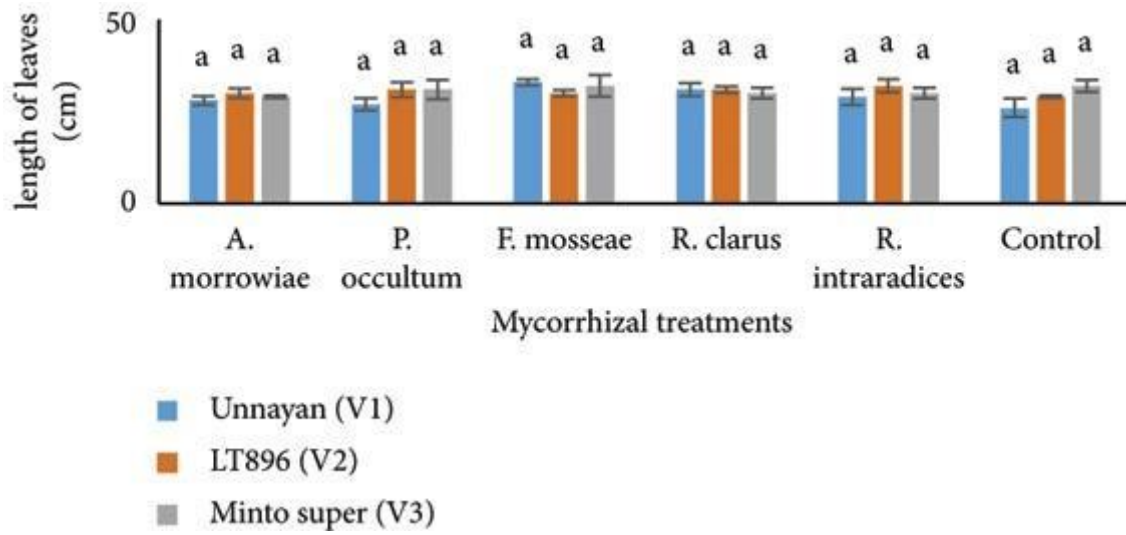 length of leaves
(cm)
50
0
a a a a a a a a a a a a a a a a a a
A.
morrowiae
P.
occultum
F. mosseae
R. clarus
R.
intraradices
Control
Mycorrhizal treatments
Unnayan (V1)
LT896 (V2)
Minto super (V3)